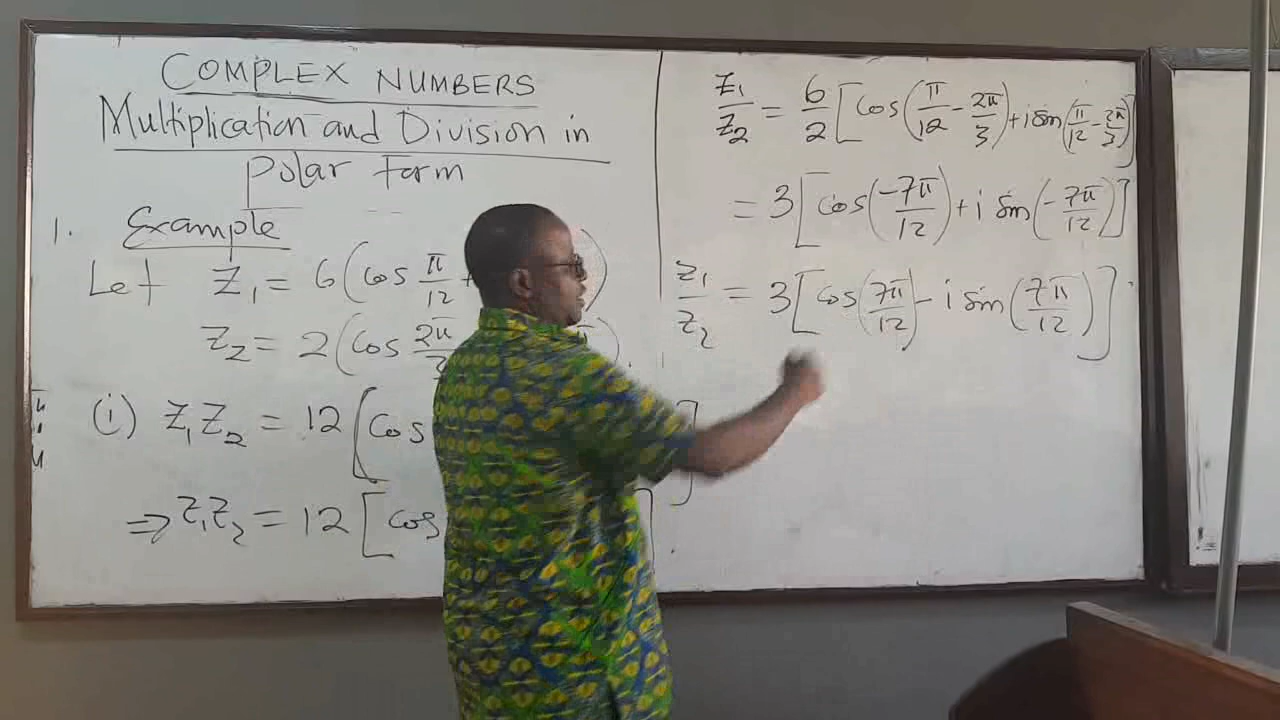 COMPLEX NUMBERS
Multiplication and Division in
Polar Form
1. Example
Let Z₁ = 6(cos π/12 +
Z₂ = 2(cos 2π/3
(i) Z₁Z₂ = 12[cos ]
⇒ Z₁Z₂ = 12[cos ]
Z₁/Z₂ = 6/2[cos(π/12 - 2π/3) + i sin(π/12 - 2π/3)]
= 3[cos(-7π/12) + i sin(-7π/12)]
Z₁/Z₂ = 3[cos(7π/12) - i sin(7π/12)].